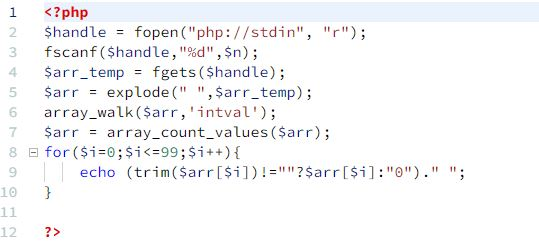 1 <?php
2 $handle = fopen("php://stdin", "r");
3 fscanf($handle,"%d",$n);
4 $arr_temp = fgets($handle);
5 $arr = explode(" ",$arr_temp);
6 array_walk($arr,'intval');
7 $arr = array_count_values($arr);
8 for($i=0;$i<=99;$i++){
9 echo (trim($arr[$i])!=""?$arr[$i]:"0")." ";
10 }
11
12 ?>